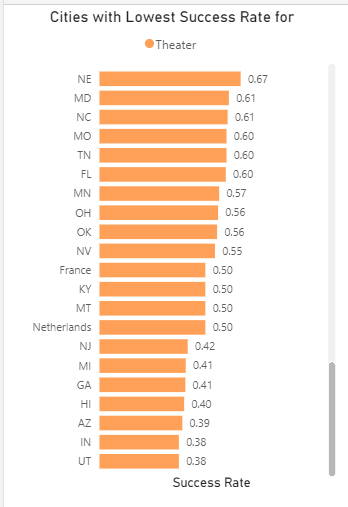 Cities with Lowest Success Rate for
Theater
NE 0.67
MD 0.61
NC 0.61
MO 0.60
TN 0.60
FL 0.60
MN 0.57
OH 0.56
OK 0.56
NV 0.55
France 0.50
KY 0.50
MT 0.50
Netherlands 0.50
NJ 0.42
MI 0.41
GA 0.41
HI 0.40
AZ 0.39
IN 0.38
UT 0.38
Success Rate